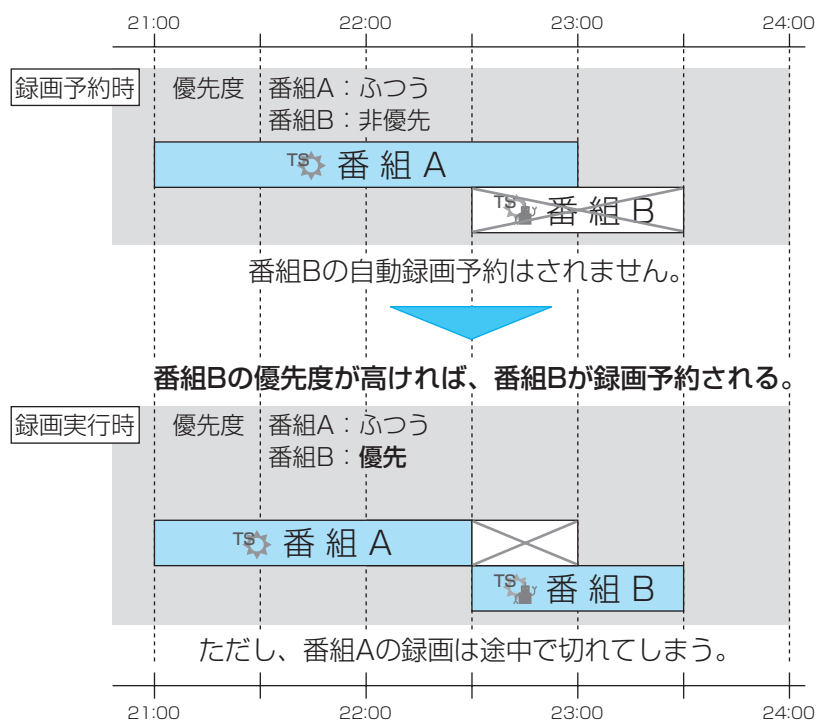 21:00 22:00 23:00 24:00
録画予約時 優先度 番組A：ふつう
番組B：非優先
TS 番組A
TS 番組B
番組Bの自動録画予約はされません。
番組Bの優先度が高ければ、番組Bが録画予約される。
録画実行時 優先度 番組A：ふつう
番組B：優先
TS 番組A
TS 番組B
ただし、番組Aの録画は途中で切れてしまう。
21:00 22:00 23:00 24:00